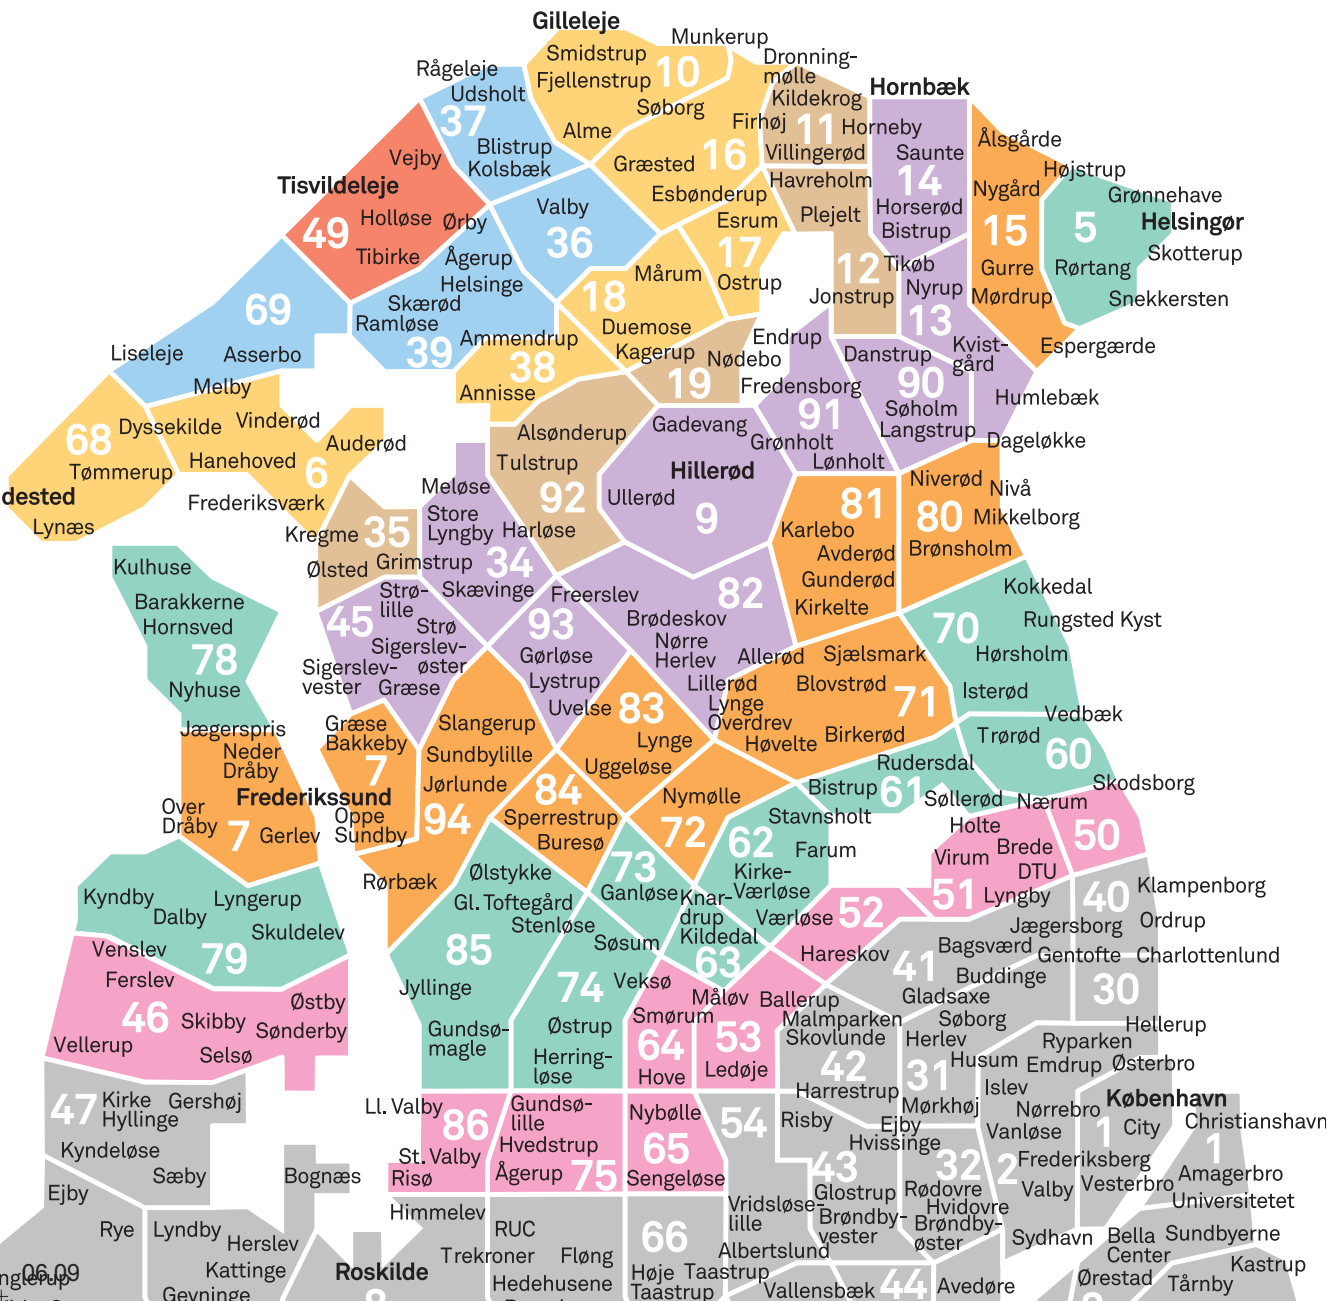 Gilleleje
Munkerup
Smidstrup
Fjellenstrup
10
Søborg
Alme
Dronning-
mølle
Kildekrog
Firhøj
11
Villingerød
Hornbæk
Horneby
Saunte
14
Horserød
Bistrup
Ålsgårde
Højstrup
Nygård
15
Gurre
Mørdrup
Espergærde
Grønnehave
Helsingør
5
Skotterup
Rørtang
Snekkersten
Rågeleje
Udsholt
37
Blistrup
Kolsbæk
Græsted
16
Esbønderup
Esrum
17
Ostrup
Havreholm
Plejelt
12
Jonstrup
Tikøb
Nyrup
13
Kvist-
gård
Humlebæk
Dageløkke
Vejby
Tisvildeleje
Holløse
49
Tibirke
Ørby
Valby
36
Ågerup
Helsinge
Skærød
Ramløse
39
Mårum
18
Duemose
Kagerup
Ammendrup
38
Annisse
Nødebo
19
Endrup
Fredensborg
91
Grønholt
Lønholt
Danstrup
90
Søholm
Langstrup
69
Liseleje
Asserbo
Melby
68
Dyssekilde
Tømmerup
dested
Lynæs
Vinderød
Auderød
Hanehoved
6
Frederiksværk
Kregme
35
Ølsted
Grimstrup
Meløse
Store
Lyngby
34
Skævinge
Alsønderup
Tulstrup
92
Harløse
Gadevang
Hillerød
Ullerød
9
81
Karlebo
Avderød
Gunderød
Kirkelte
Niverød
Nivå
80
Mikkelborg
Brønsholm
Kulhuse
Barakkerne
Hornsved
78
Nyhuse
Jægerspris
Neder
Dråby
Over
Dråby
7
Gerlev
Frederikssund
Strø-
lille
45
Strø
Sigerslev-
øster
Sigerslev-
vester
Græse
Græse
Bakkeby
7
Oppe
Sundby
Freerslev
93
Gørløse
Lystrup
Uvelse
82
Brødeskov
Nørre
Herlev
Allerød
Lillerød
Lynge
Overdrev
Høvelte
Sjælsmark
Blovstrød
71
Birkerød
Kokkedal
70
Rungsted Kyst
Hørsholm
Isterød
Vedbæk
Trørød
60
Skodsborg
Slangerup
Sundbylille
Jørlunde
94
Rørbæk
83
Lynge
Uggeløse
84
Sperrestrup
Buresø
Nymølle
72
Rudersdal
Bistrup
61
Søllerød
Nærum
50
Stavnsholt
62
Farum
Kirke-
Værløse
Holte
Brede
Virum
DTU
51
Lyngby
Kyndby
Lyngerup
Dalby
Skuldelev
79
Venslev
Ferslev
46
Østby
Skibby
Sønderby
Vellerup
Selsø
Ølstykke
Gl. Toftegård
Stenløse
85
Jyllinge
Gundsø-
magle
73
Ganløse
Knar-
drup
Kildedal
63
Søsum
Veksø
74
Østrup
Herring-
løse
Værløse
52
Hareskov
Måløv
Smørum
64
Hove
Ballerup
53
Ledøje
40
Klampenborg
Ordrup
Jægersborg
Gentofte
Charlottenlund
30
Hellerup
Bagsværd
41
Buddinge
Gladsaxe
Søborg
Malmparken
Skovlunde
42
Harrestrup
Herlev
Husum
31
Mørkhøj
Islev
Ryparken
Emdrup
Østerbro
Nørrebro
København
Christianshavn
Vanløse
1
City
1
2
Frederiksberg
Valby
Vesterbro
Amagerbro
Universitetet
Sydhavn
Bella
Center
Sundbyerne
Kastrup
Ørestad
Tårnby
47
Kirke
Hyllinge
Gershøj
Kyndeløse
Sæby
Ejby
Bognæs
Rye
Lyndby
Herslev
Kattinge
Gevninge
06.09
Ll. Valby
86
St. Valby
Risø
Gundsø-
lille
Hvedstrup
Ågerup
75
Nybølle
65
Sengeløse
54
Risby
Ejby
Hvissinge
43
Glostrup
Brøndby-
vester
32
Rødovre
Hvidovre
Brøndby-
øster
Himmelev
RUC
Trekroner
Fløng
Hedehusene
Roskilde
66
Høje
Taastrup
Taastrup
Vridsløse-
lille
Albertslund
Vallensbæk
44
Avedøre